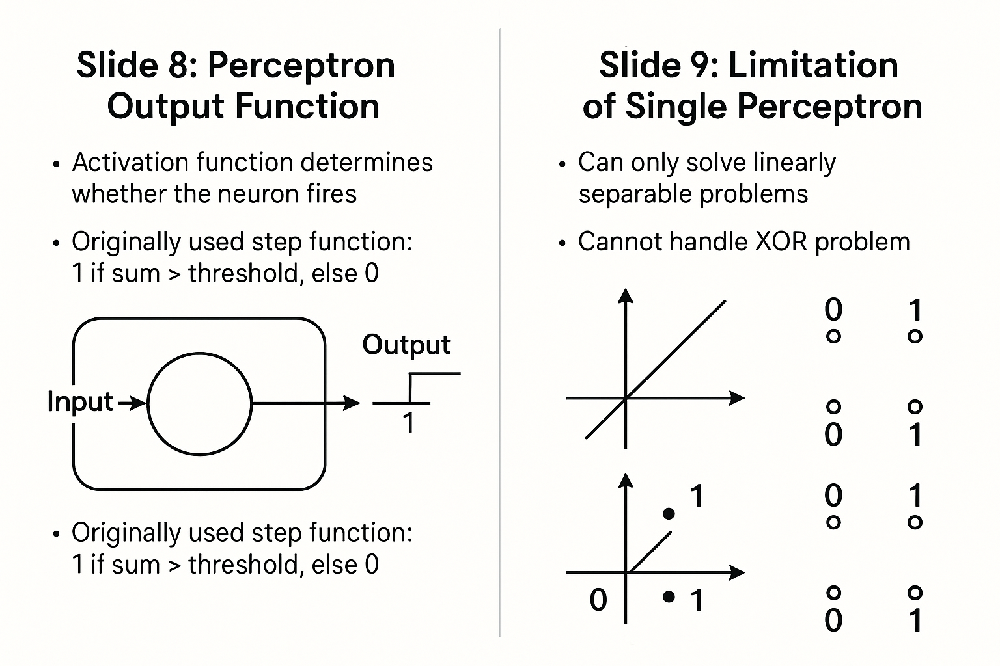 Slide 8: Perceptron
Output Function
• Activation function determines
whether the neuron fires
• Originally used step function:
1 if sum > threshold, else 0
Output
Input
1
• Originally used step function:
1 if sum > threshold, else 0
Slide 9: Limitation
of Single Perceptron
• Can only solve linearly
separable problems
• Cannot handle XOR problem
0 1
0 1
1
0 1
0 1
0 1